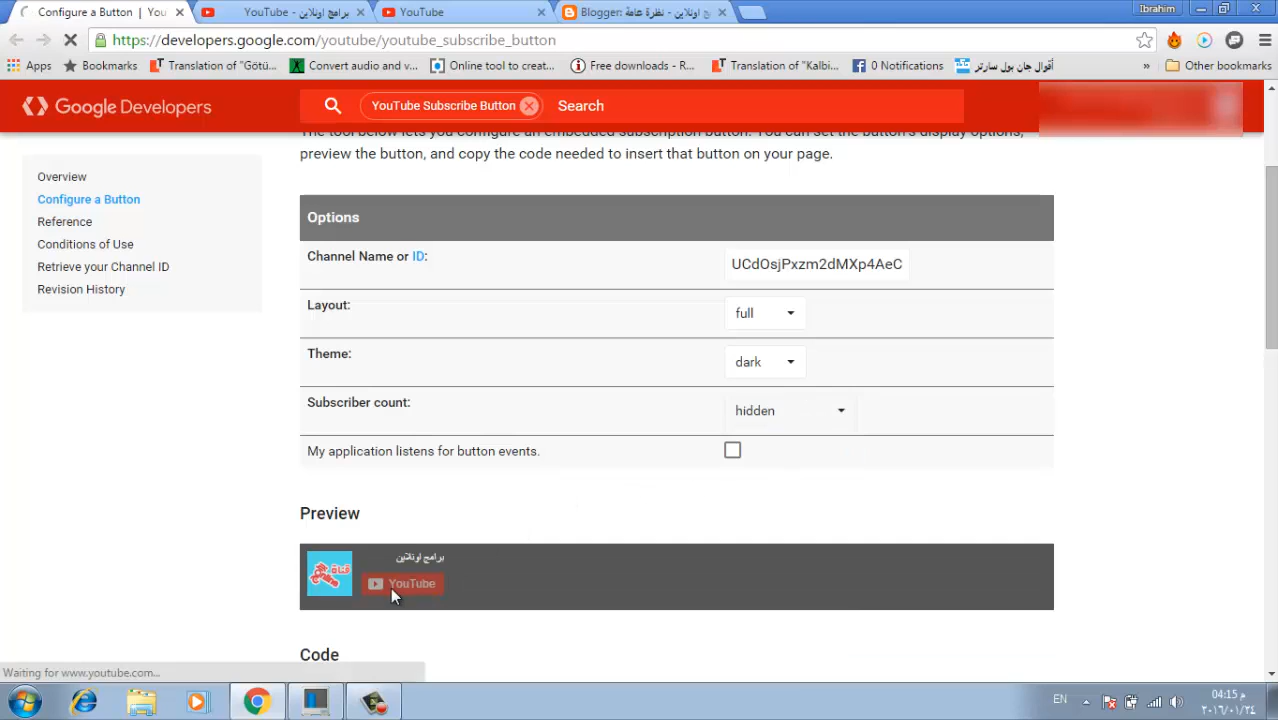 Configure a Button | You
YouTube - برامج اونلاين
YouTube
Blogger: ج اونلاين - نظرة عامة
Ibrahim
https://developers.google.com/youtube/youtube_subscribe_button
Apps
Bookmarks
Translation of "Götü...
Convert audio and v...
Online tool to creat...
Free downloads - R...
Translation of "Kalbi...
0 Notifications
أقوال جان بول سارتر
»
Other bookmarks
Google Developers
YouTube Subscribe Button
Search
The tool below lets you configure an embedded subscription button. You can set the button's display options,
preview the button, and copy the code needed to insert that button on your page.
Overview
Configure a Button
Reference
Conditions of Use
Retrieve your Channel ID
Revision History
Options
Channel Name or ID:
UCdOsjPxzm2dMXp4AeC
Layout:
full
Theme:
dark
Subscriber count:
hidden
My application listens for button events.
Preview
قناة
برامج اونلاين
YouTube
Code
Waiting for www.youtube.com...
EN
04:15 م
٢٠١٦/٠١/٢٤